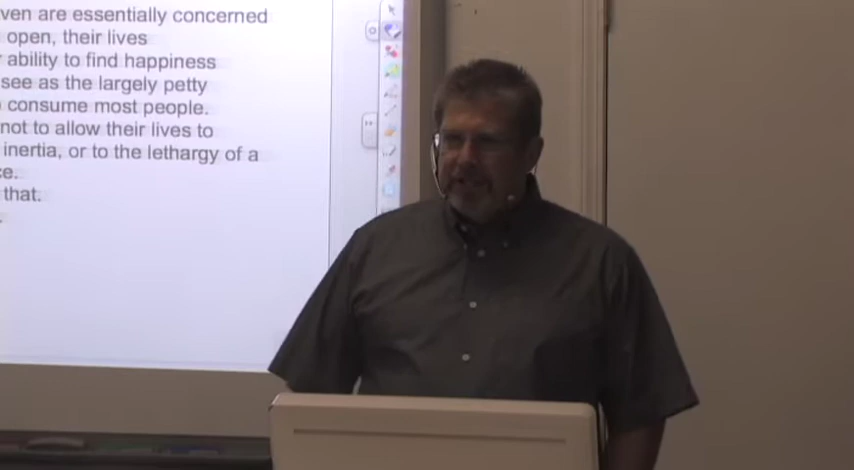 ven are essentially concerned
open, their lives
ability to find happiness
see as the largely petty
consume most people.
not to allow their lives to
inertia, or to the lethargy of a
ce.
that.